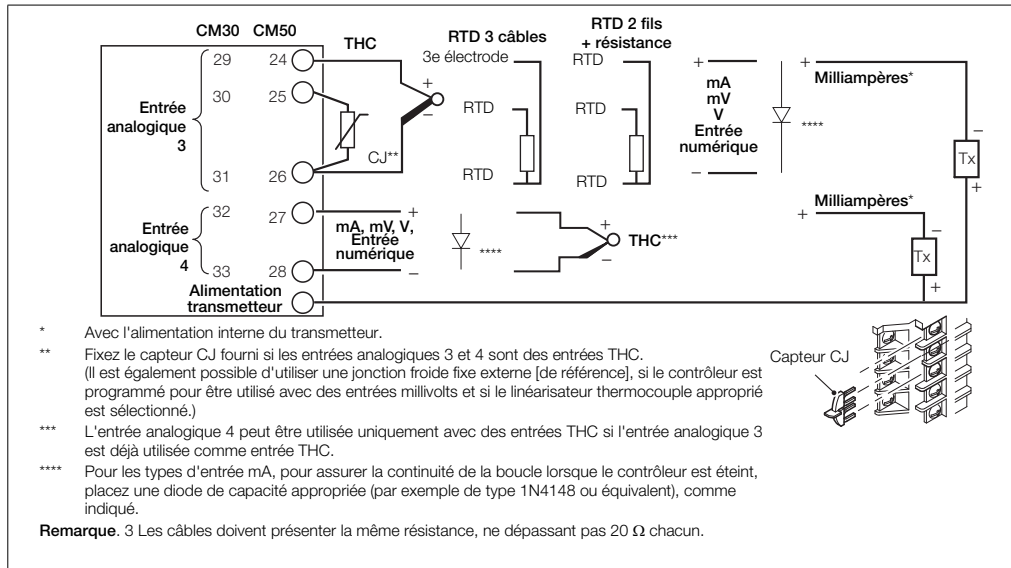 CM30 CM50
THC
RTD 3 câbles
3e électrode
RTD 2 fils
+ résistance
29 24
30 25
31 26
Entrée
analogique
3
CJ**
+
–
RTD
RTD
RTD
RTD
RTD
+
mA
mV
V
Entrée
numérique
–
****
+ Milliampères*
–
Tx
+
32 27
33 28
Entrée
analogique
4
+
mA, mV, V,
Entrée
numérique
–
****
+
THC***
–
Milliampères*
+
–
Tx
+
Alimentation
transmetteur
* Avec l'alimentation interne du transmetteur.
** Fixez le capteur CJ fourni si les entrées analogiques 3 et 4 sont des entrées THC.
(Il est également possible d'utiliser une jonction froide fixe externe [de référence], si le contrôleur est
programmé pour être utilisé avec des entrées millivolts et si le linéarisateur thermocouple approprié
est sélectionné.)
Capteur CJ
*** L'entrée analogique 4 peut être utilisée uniquement avec des entrées THC si l'entrée analogique 3
est déjà utilisée comme entrée THC.
**** Pour les types d'entrée mA, pour assurer la continuité de la boucle lorsque le contrôleur est éteint,
placez une diode de capacité appropriée (par exemple de type 1N4148 ou équivalent), comme
indiqué.
Remarque. 3 Les câbles doivent présenter la même résistance, ne dépassant pas 20 Ω chacun.